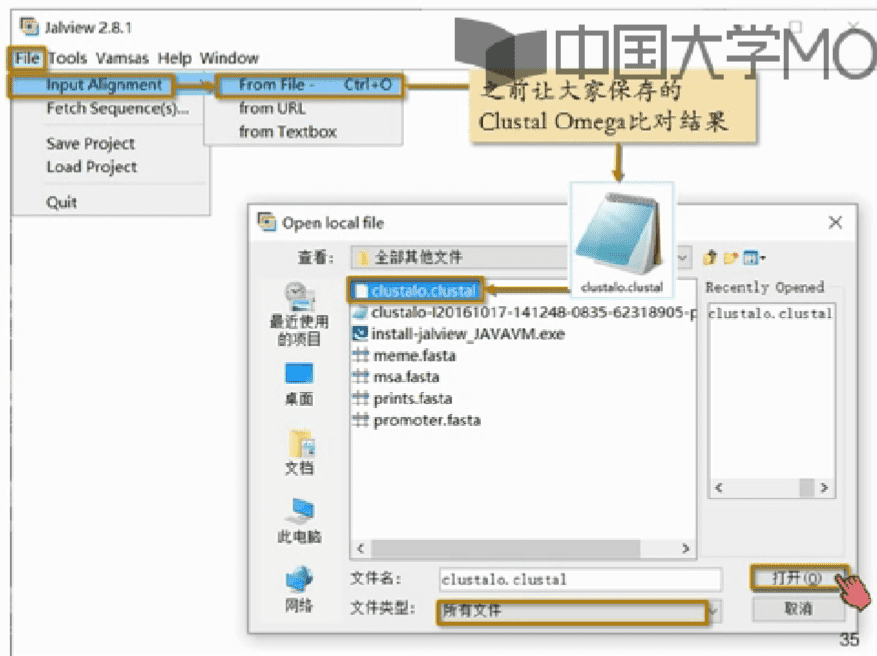 Jalview 2.8.1
中国大学MO
File Tools Vamsas Help Window
Input Alignment
From File - Ctrl+O
Fetch Sequence(s)...
from URL
from Textbox
Save Project
Load Project
Quit
之前让大家保存的
Clustal Omega比对结果
clustalo.clustal
Open local file
查看:
全部其他文件
最近使用
的项目
桌面
文档
此电脑
网络
clustalo.clustal
clustalo-I20161017-141248-0835-62318905-p
install-jalview_JAVAVM.exe
meme.fasta
msa.fasta
prints.fasta
promoter.fasta
Recently Opened
clustalo.clustal
文件名:
clustalo.clustal
打开(O)
文件类型:
所有文件
取消
35